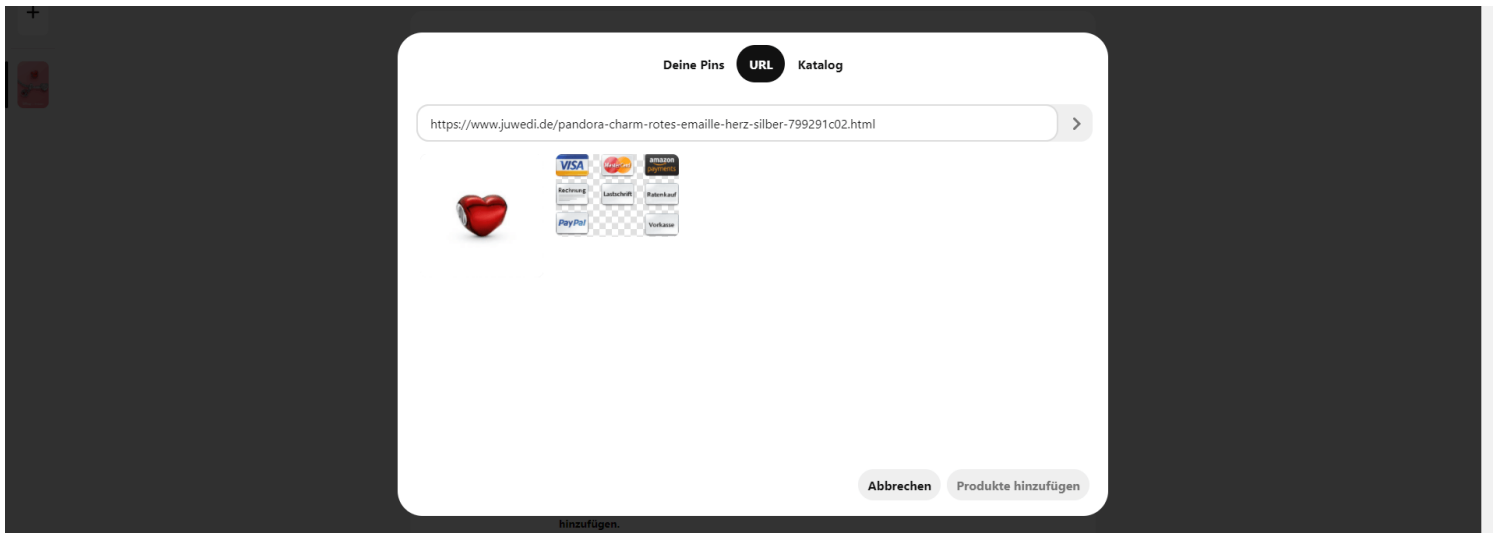 Deine Pins URL Katalog
https://www.juwedi.de/pandora-charm-rotes-emaille-herz-silber-799291c02.html
VISA MasterCard amazon payments
Rechnung Lastschrift Ratenkauf
PayPal Vorkasse
Abbrechen Produkte hinzufügen
hinzufügen.